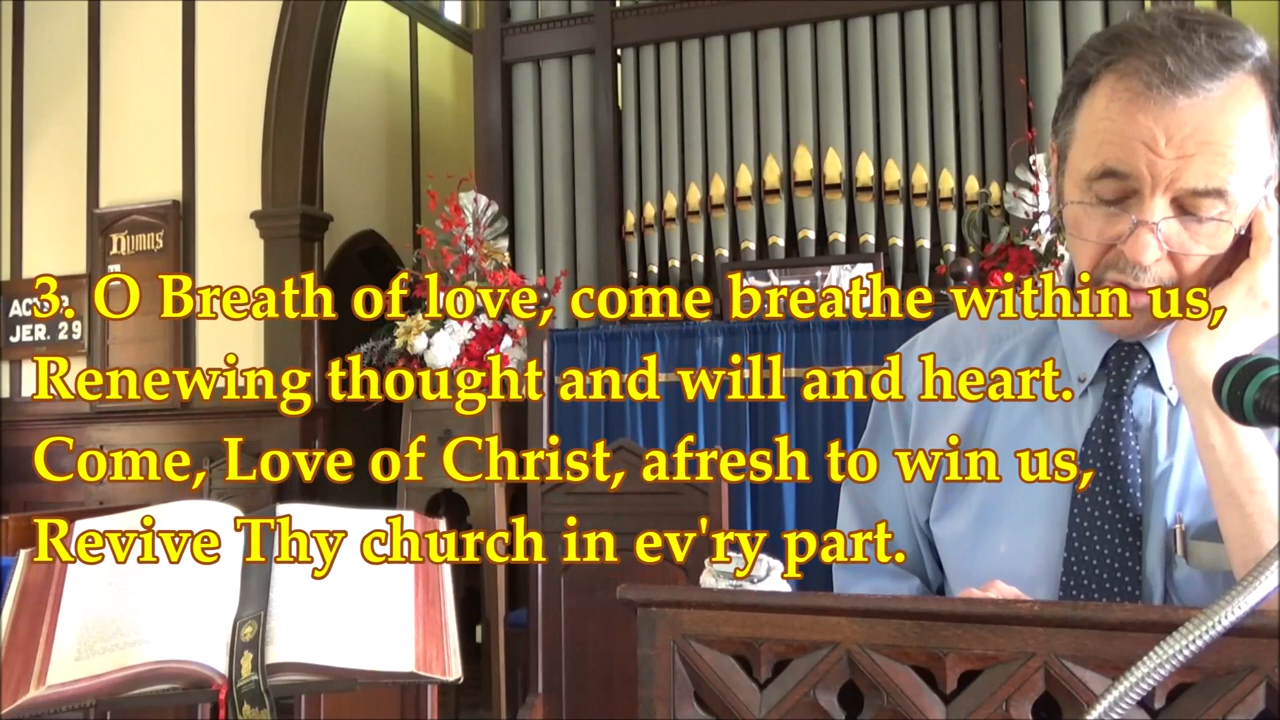 Hymns
ACTS 2
JER. 29
3. O Breath of love, come breathe within us,
Renewing thought and will and heart.
Come, Love of Christ, afresh to win us,
Revive Thy church in ev'ry part.